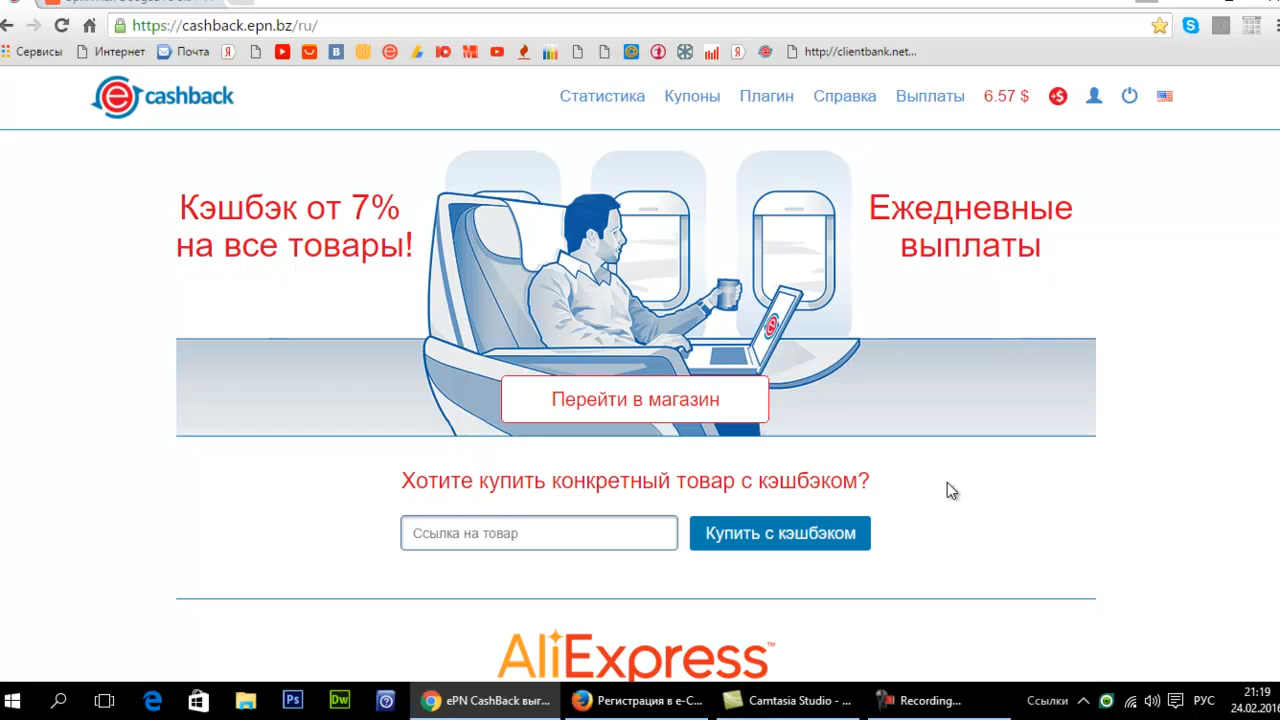 https://cashback.epn.bz/ru/
Сервисы Интернет Почта http://clientbank.net...
cashback
Статистика Купоны Плагин Справка Выплаты 6.57 $
Кэшбэк от 7%
на все товары!
Ежедневные
выплаты
Перейти в магазин
Хотите купить конкретный товар с кэшбэком?
Ссылка на товар
Купить с кэшбэком
AliExpress™
ePN CashBack выг... Регистрация в e-C... Camtasia Studio - ... Recording... Ссылки РУС
21:19
24.02.2016